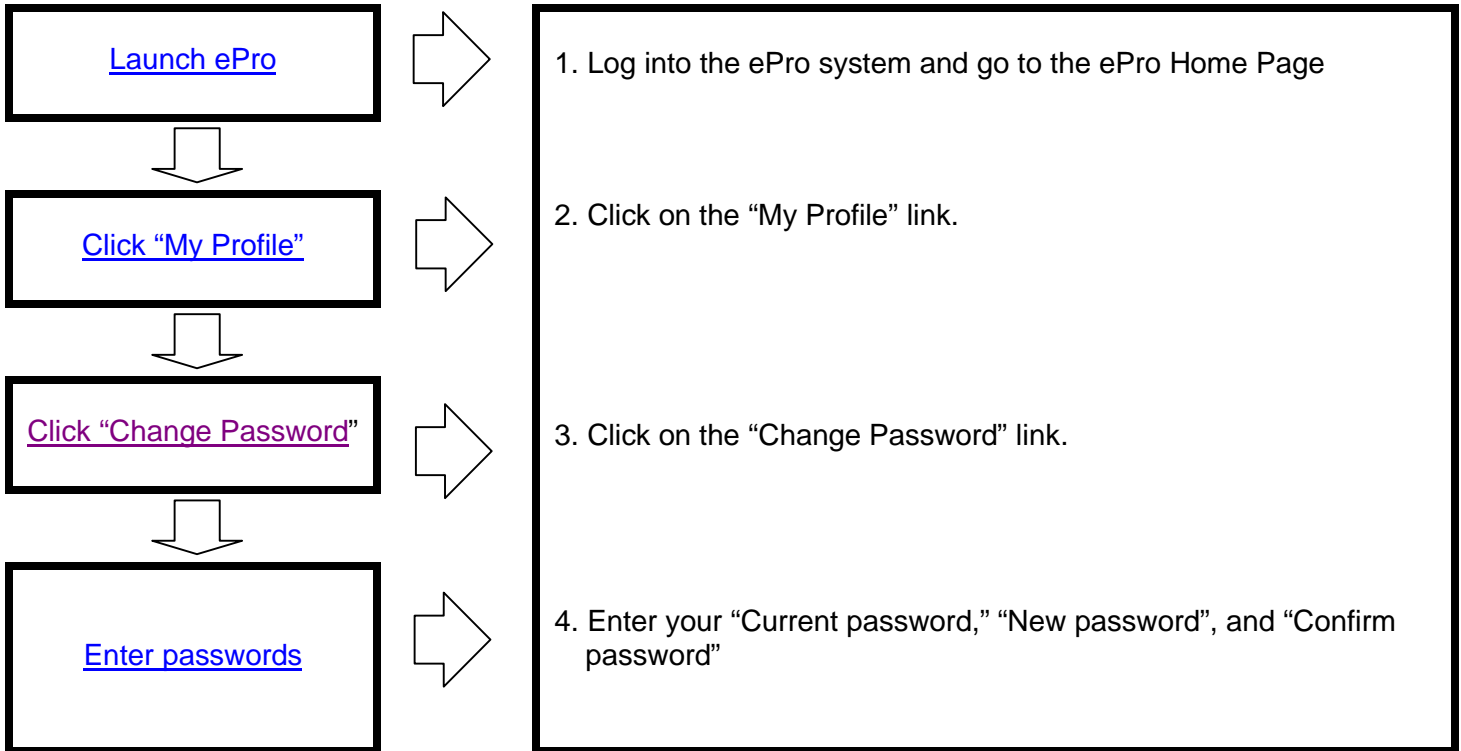 Launch ePro
1. Log into the ePro system and go to the ePro Home Page
Click “My Profile”
2. Click on the “My Profile” link.
Click “Change Password”
3. Click on the “Change Password” link.
Enter passwords
4. Enter your “Current password,” “New password”, and “Confirm
password”